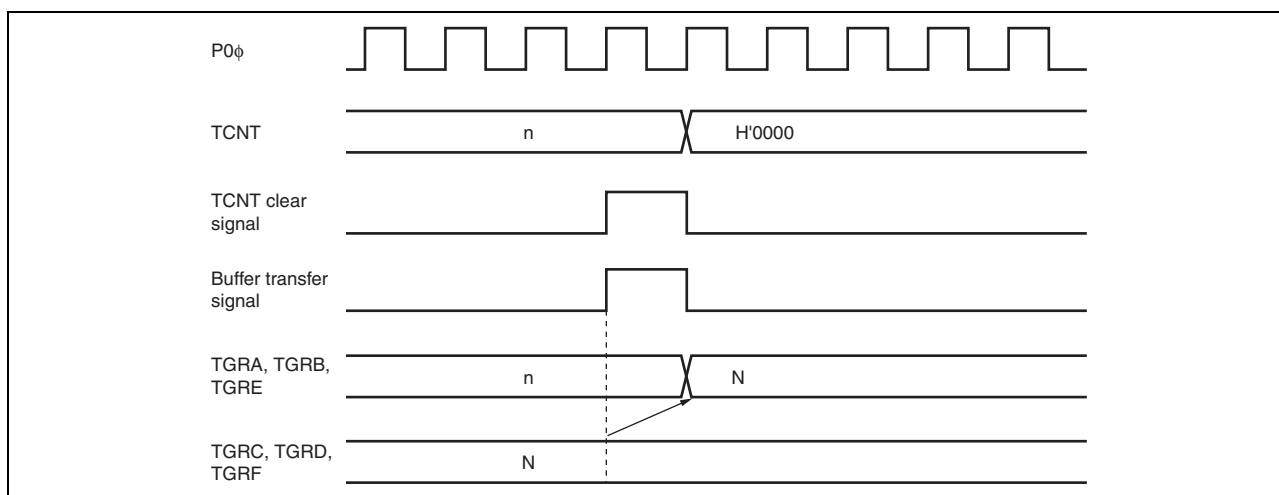 P0ϕ
TCNT
n
H'0000
TCNT clear
signal
Buffer transfer
signal
TGRA, TGRB,
TGRE
n
N
TGRC, TGRD,
TGRF
N